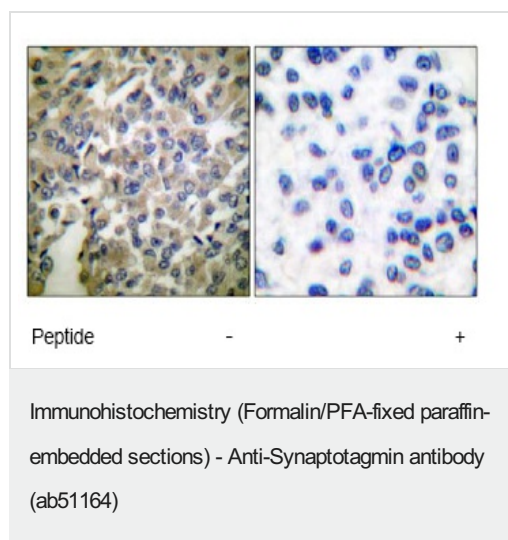 Peptide - +
Immunohistochemistry (Formalin/PFA-fixed paraffin-
embedded sections) - Anti-Synaptotagmin antibody
(ab51164)